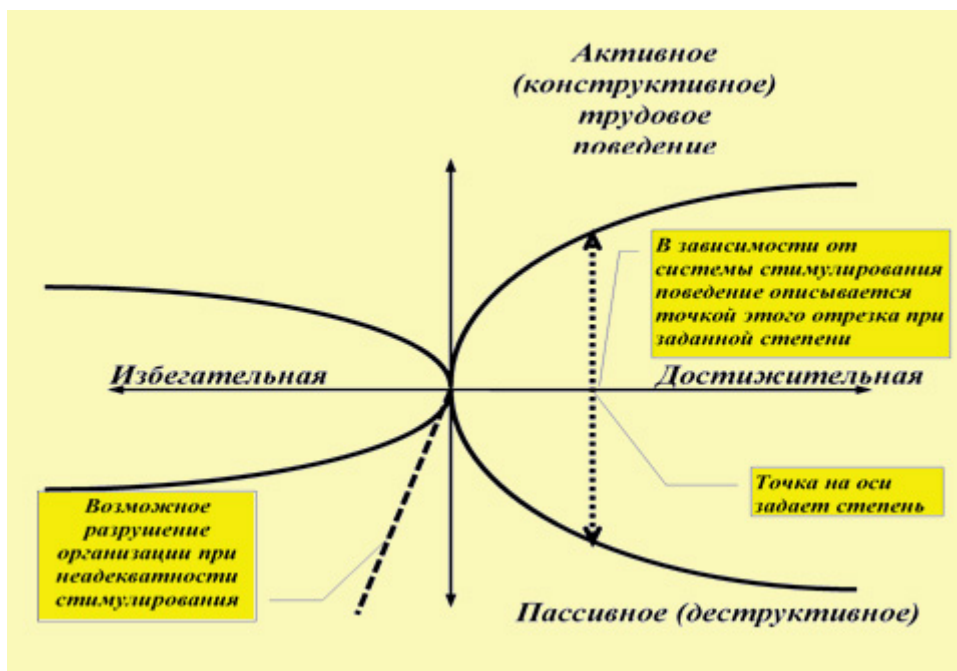 Активное
(конструктивное)
трудовое
поведение
В зависимости от
системы стимулирования
поведение описывается
точкой этого отрезка при
заданной степени
Избегательная
Достижительная
Точка на оси
задает степень
Возможное
разрушение
организации при
неадекватности
стимулирования
Пассивное (деструктивное)